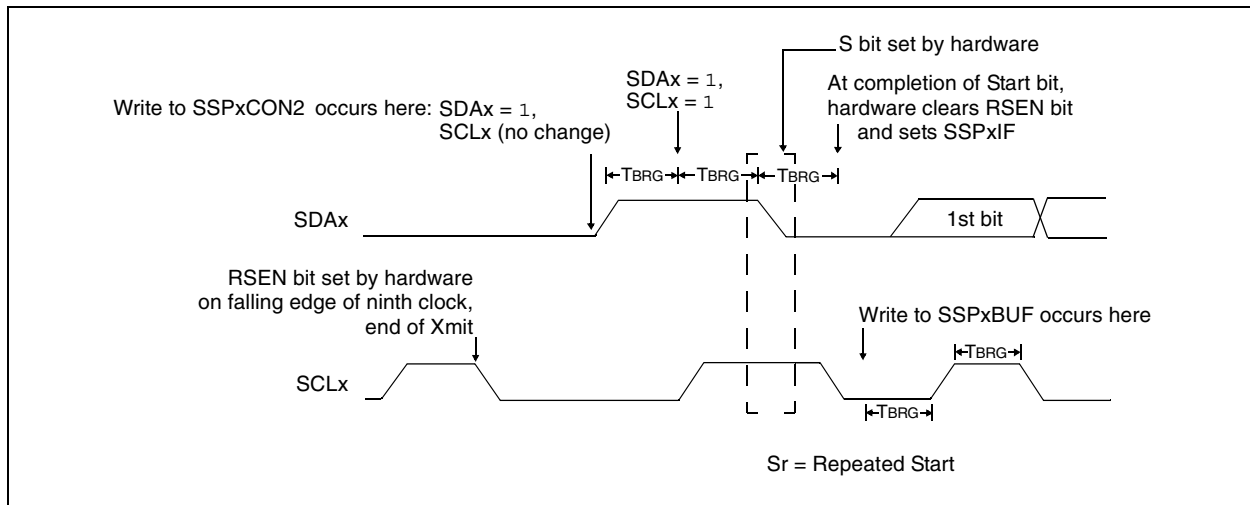 S bit set by hardware
SDAx = 1,
SCLx = 1
At completion of Start bit,
hardware clears RSEN bit
and sets SSPxIF
Write to SSPxCON2 occurs here: SDAx = 1,
SCLx (no change)
TBRG
TBRG
TBRG
SDAx
1st bit
RSEN bit set by hardware
on falling edge of ninth clock,
end of Xmit
Write to SSPxBUF occurs here
TBRG
SCLx
TBRG
Sr = Repeated Start